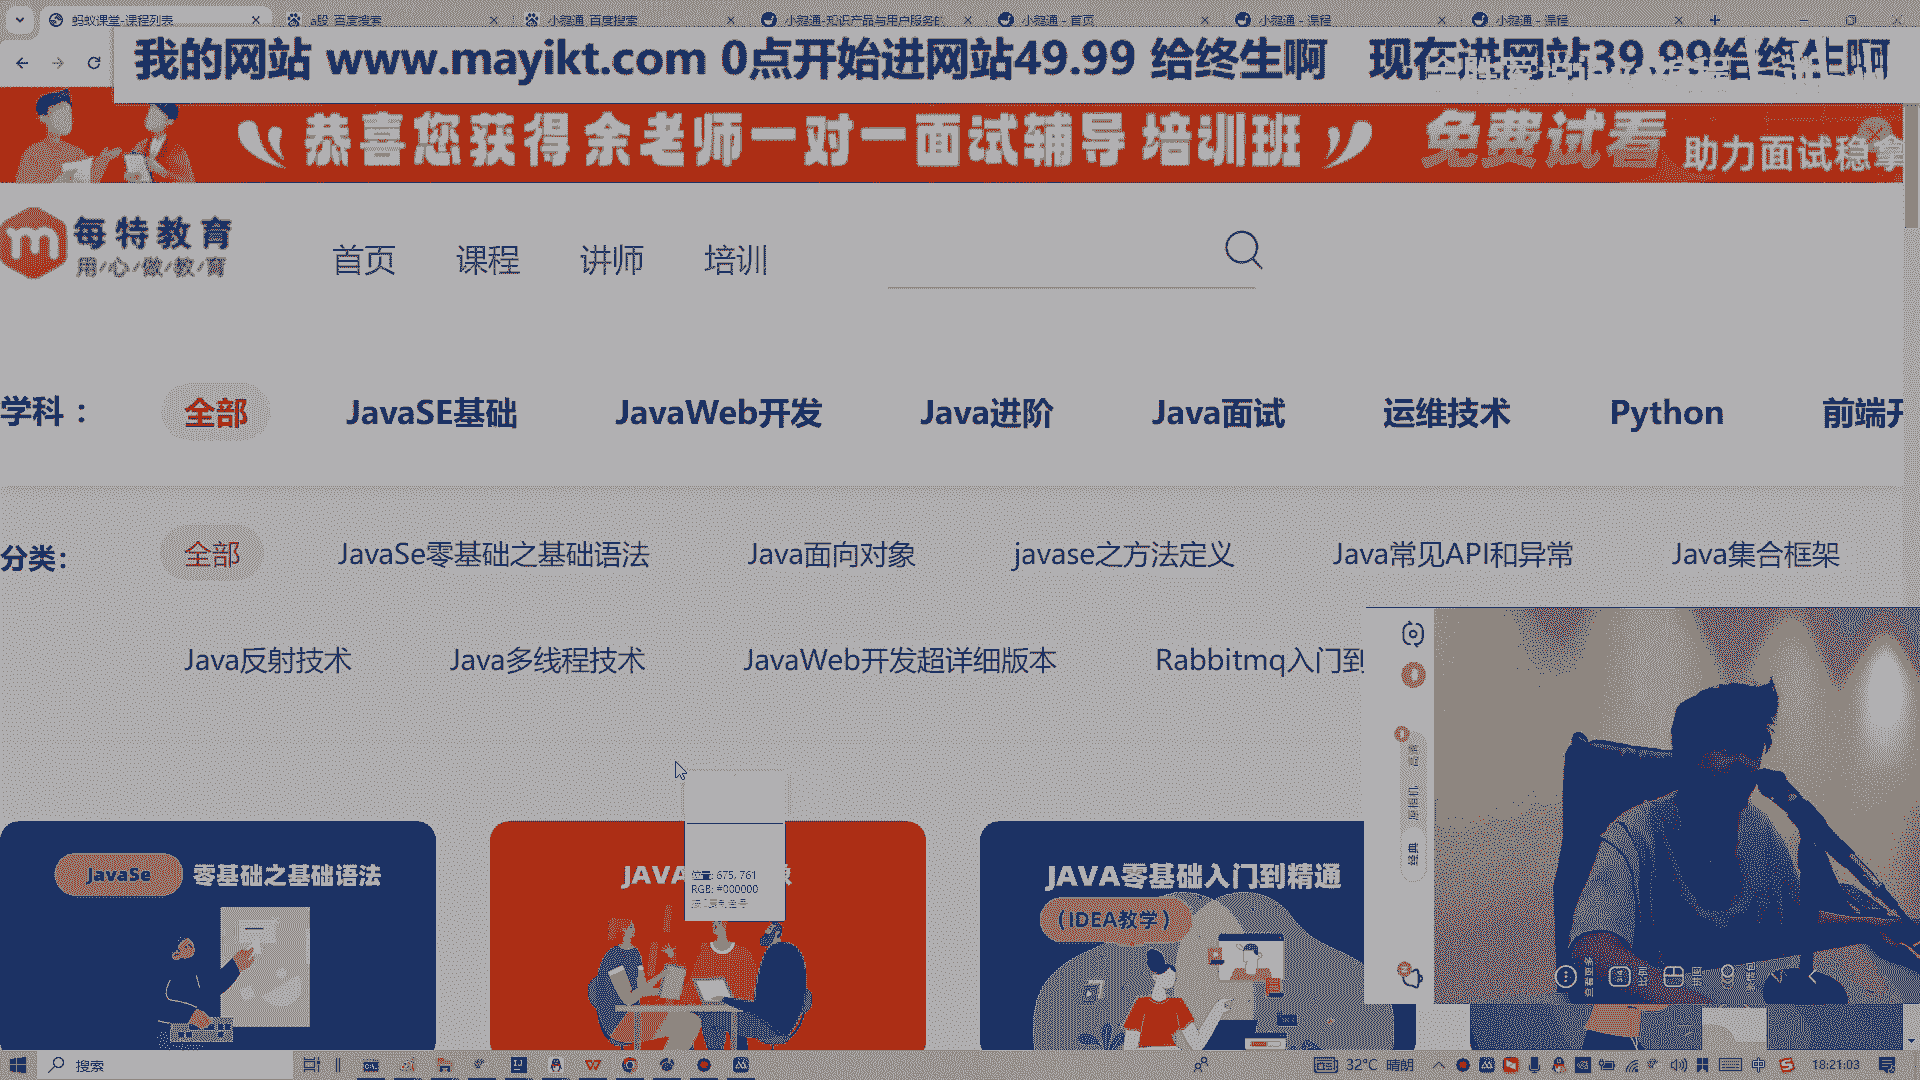 蚂蚁课堂-课程列表
a股_百度搜索
小鹅通_百度搜索
小鹅通-知识产品与用户服务的
小鹅通 - 首页
小鹅通 - 课程
小鹅通 - 课程
我的网站 www.mayikt.com 0点开始进网站49.99 给终生啊 现在进网站39.99给终生啊
恭喜您获得余老师一对一面试辅导 培训班 免费试看 助力面试稳拿
每特教育
用/心/做/教/育
首页 课程 讲师 培训
学科 : 全部 JavaSE基础 JavaWeb开发 Java进阶 Java面试 运维技术 Python 前端开
分类: 全部 JavaSe零基础之基础语法 Java面向对象 javase之方法定义 Java常见API和异常 Java集合框架
Java反射技术 Java多线程技术 JavaWeb开发超详细版本 Rabbitmq入门到
JavaSe 零基础之基础语法
JAVA
位置: 675, 761
RGB: #000000
JAVA零基础入门到精通
(IDEA教学)
经典
查看更多
搜索
32°C 晴朗
中
18:21:03